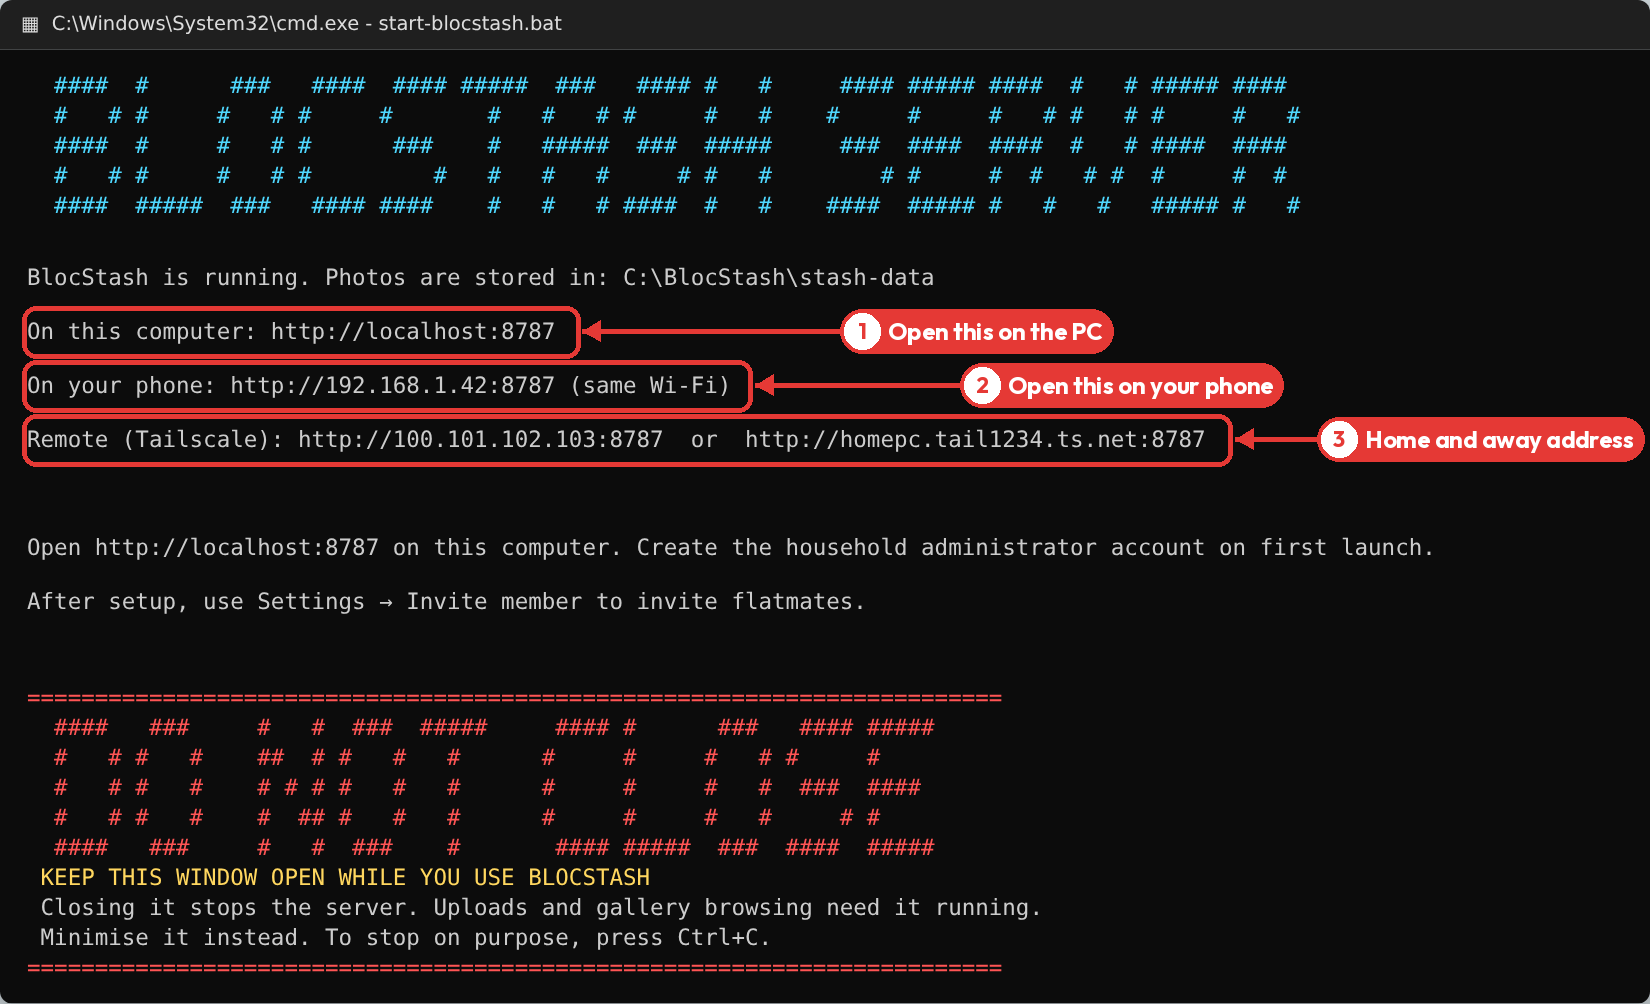 C:\Windows\System32\cmd.exe - start-blocstash.bat
BLOCSTASH SERVER
BlocStash is running. Photos are stored in: C:\BlocStash\stash-data
On this computer: http://localhost:8787
1 Open this on the PC
On your phone: http://192.168.1.42:8787 (same Wi-Fi)
2 Open this on your phone
Remote (Tailscale): http://100.101.102.103:8787  or  http://homepc.tail1234.ts.net:8787
3 Home and away address
Open http://localhost:8787 on this computer. Create the household administrator account on first launch.
After setup, use Settings → Invite member to invite flatmates.
========================================================================
DO NOT CLOSE
KEEP THIS WINDOW OPEN WHILE YOU USE BLOCSTASH
Closing it stops the server. Uploads and gallery browsing need it running.
Minimise it instead. To stop on purpose, press Ctrl+C.
========================================================================